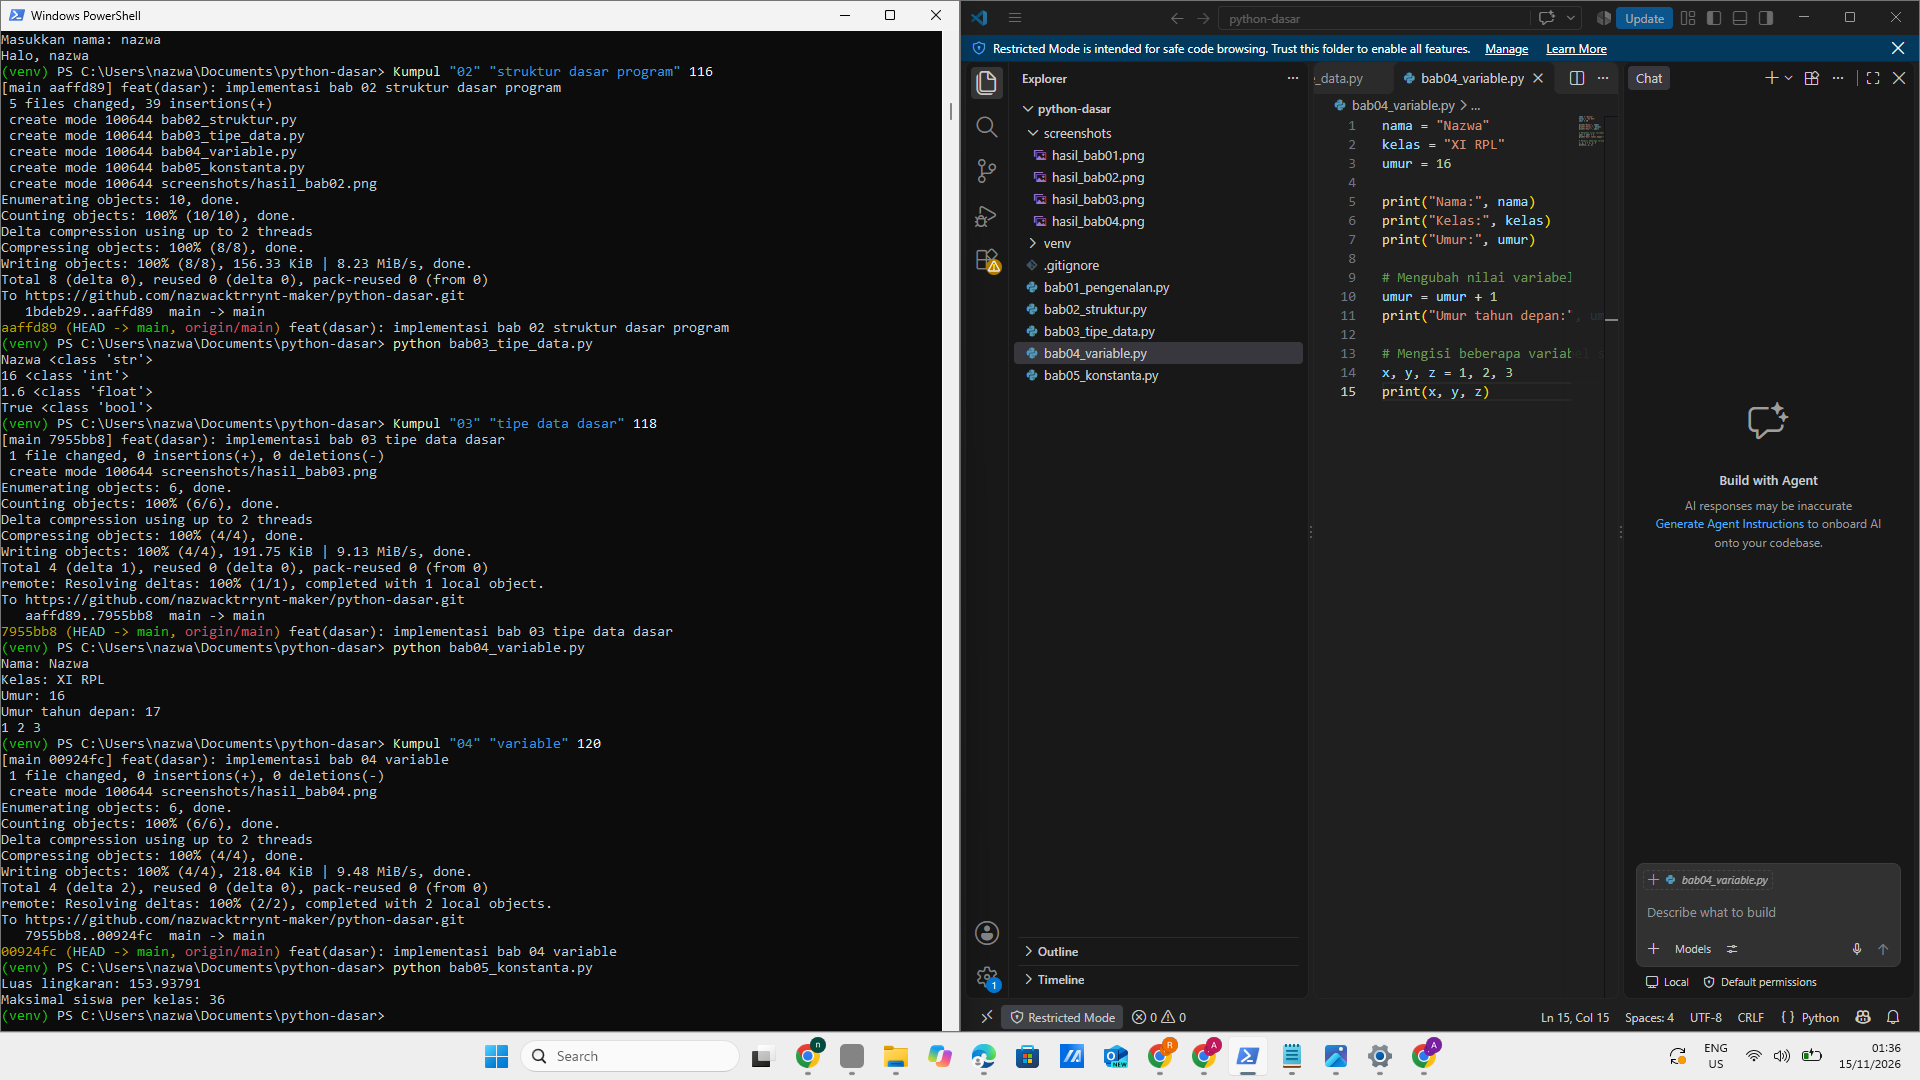 Windows PowerShell
Masukkan nama: nazwa
Halo, nazwa
(venv) PS C:\Users\nazwa\Documents\python-dasar> Kumpul "02" "struktur dasar program" 116
[main aaffd89] feat(dasar): implementasi bab 02 struktur dasar program
5 files changed, 39 insertions(+)
create mode 100644 bab02_struktur.py
create mode 100644 bab03_tipe_data.py
create mode 100644 bab04_variable.py
create mode 100644 bab05_konstanta.py
create mode 100644 screenshots/hasil_bab02.png
Enumerating objects: 10, done.
Counting objects: 100% (10/10), done.
Delta compression using up to 2 threads
Compressing objects: 100% (8/8), done.
Writing objects: 100% (8/8), 156.33 KiB | 8.23 MiB/s, done.
Total 8 (delta 0), reused 0 (delta 0), pack-reused 0 (from 0)
To https://github.com/nazwacktrrynt-maker/python-dasar.git
1bdeb29..aaffd89  main -> main
aaffd89 (HEAD -> main, origin/main) feat(dasar): implementasi bab 02 struktur dasar program
(venv) PS C:\Users\nazwa\Documents\python-dasar> python bab03_tipe_data.py
Nazwa <class 'str'>
16 <class 'int'>
1.6 <class 'float'>
True <class 'bool'>
(venv) PS C:\Users\nazwa\Documents\python-dasar> Kumpul "03" "tipe data dasar" 118
[main 7955bb8] feat(dasar): implementasi bab 03 tipe data dasar
1 file changed, 0 insertions(+), 0 deletions(-)
create mode 100644 screenshots/hasil_bab03.png
Enumerating objects: 6, done.
Counting objects: 100% (6/6), done.
Delta compression using up to 2 threads
Compressing objects: 100% (4/4), done.
Writing objects: 100% (4/4), 191.75 KiB | 9.13 MiB/s, done.
Total 4 (delta 1), reused 0 (delta 0), pack-reused 0 (from 0)
remote: Resolving deltas: 100% (1/1), completed with 1 local object.
To https://github.com/nazwacktrrynt-maker/python-dasar.git
aaffd89..7955bb8  main -> main
7955bb8 (HEAD -> main, origin/main) feat(dasar): implementasi bab 03 tipe data dasar
(venv) PS C:\Users\nazwa\Documents\python-dasar> python bab04_variable.py
Nama: Nazwa
Kelas: XI RPL
Umur: 16
Umur tahun depan: 17
1 2 3
(venv) PS C:\Users\nazwa\Documents\python-dasar> Kumpul "04" "variable" 120
[main 00924fc] feat(dasar): implementasi bab 04 variable
1 file changed, 0 insertions(+), 0 deletions(-)
create mode 100644 screenshots/hasil_bab04.png
Enumerating objects: 6, done.
Counting objects: 100% (6/6), done.
Delta compression using up to 2 threads
Compressing objects: 100% (4/4), done.
Writing objects: 100% (4/4), 218.04 KiB | 9.48 MiB/s, done.
Total 4 (delta 2), reused 0 (delta 0), pack-reused 0 (from 0)
remote: Resolving deltas: 100% (2/2), completed with 2 local objects.
To https://github.com/nazwacktrrynt-maker/python-dasar.git
7955bb8..00924fc  main -> main
00924fc (HEAD -> main, origin/main) feat(dasar): implementasi bab 04 variable
(venv) PS C:\Users\nazwa\Documents\python-dasar> python bab05_konstanta.py
Luas lingkaran: 153.93791
Maksimal siswa per kelas: 36
(venv) PS C:\Users\nazwa\Documents\python-dasar>
python-dasar
Update
Restricted Mode is intended for safe code browsing. Trust this folder to enable all features. Manage Learn More
Explorer
python-dasar
screenshots
hasil_bab01.png
hasil_bab02.png
hasil_bab03.png
hasil_bab04.png
venv
.gitignore
bab01_pengenalan.py
bab02_struktur.py
bab03_tipe_data.py
bab04_variable.py
bab05_konstanta.py
Outline
Timeline
_data.py
bab04_variable.py
bab04_variable.py > ...
1 nama = "Nazwa"
2 kelas = "XI RPL"
3 umur = 16
4
5 print("Nama:", nama)
6 print("Kelas:", kelas)
7 print("Umur:", umur)
8
9 # Mengubah nilai variabel
10 umur = umur + 1
11 print("Umur tahun depan:", um
12
13 # Mengisi beberapa variabel s
14 x, y, z = 1, 2, 3
15 print(x, y, z)
Chat
Build with Agent
AI responses may be inaccurate
Generate Agent Instructions to onboard AI
onto your codebase.
bab04_variable.py
Describe what to build
Models
Local
Default permissions
Restricted Mode
0
0
Ln 15, Col 15
Spaces: 4
UTF-8
CRLF
{ } Python
1
Search
n
NEW
R
A
A
ENG
US
01:36
15/11/2026